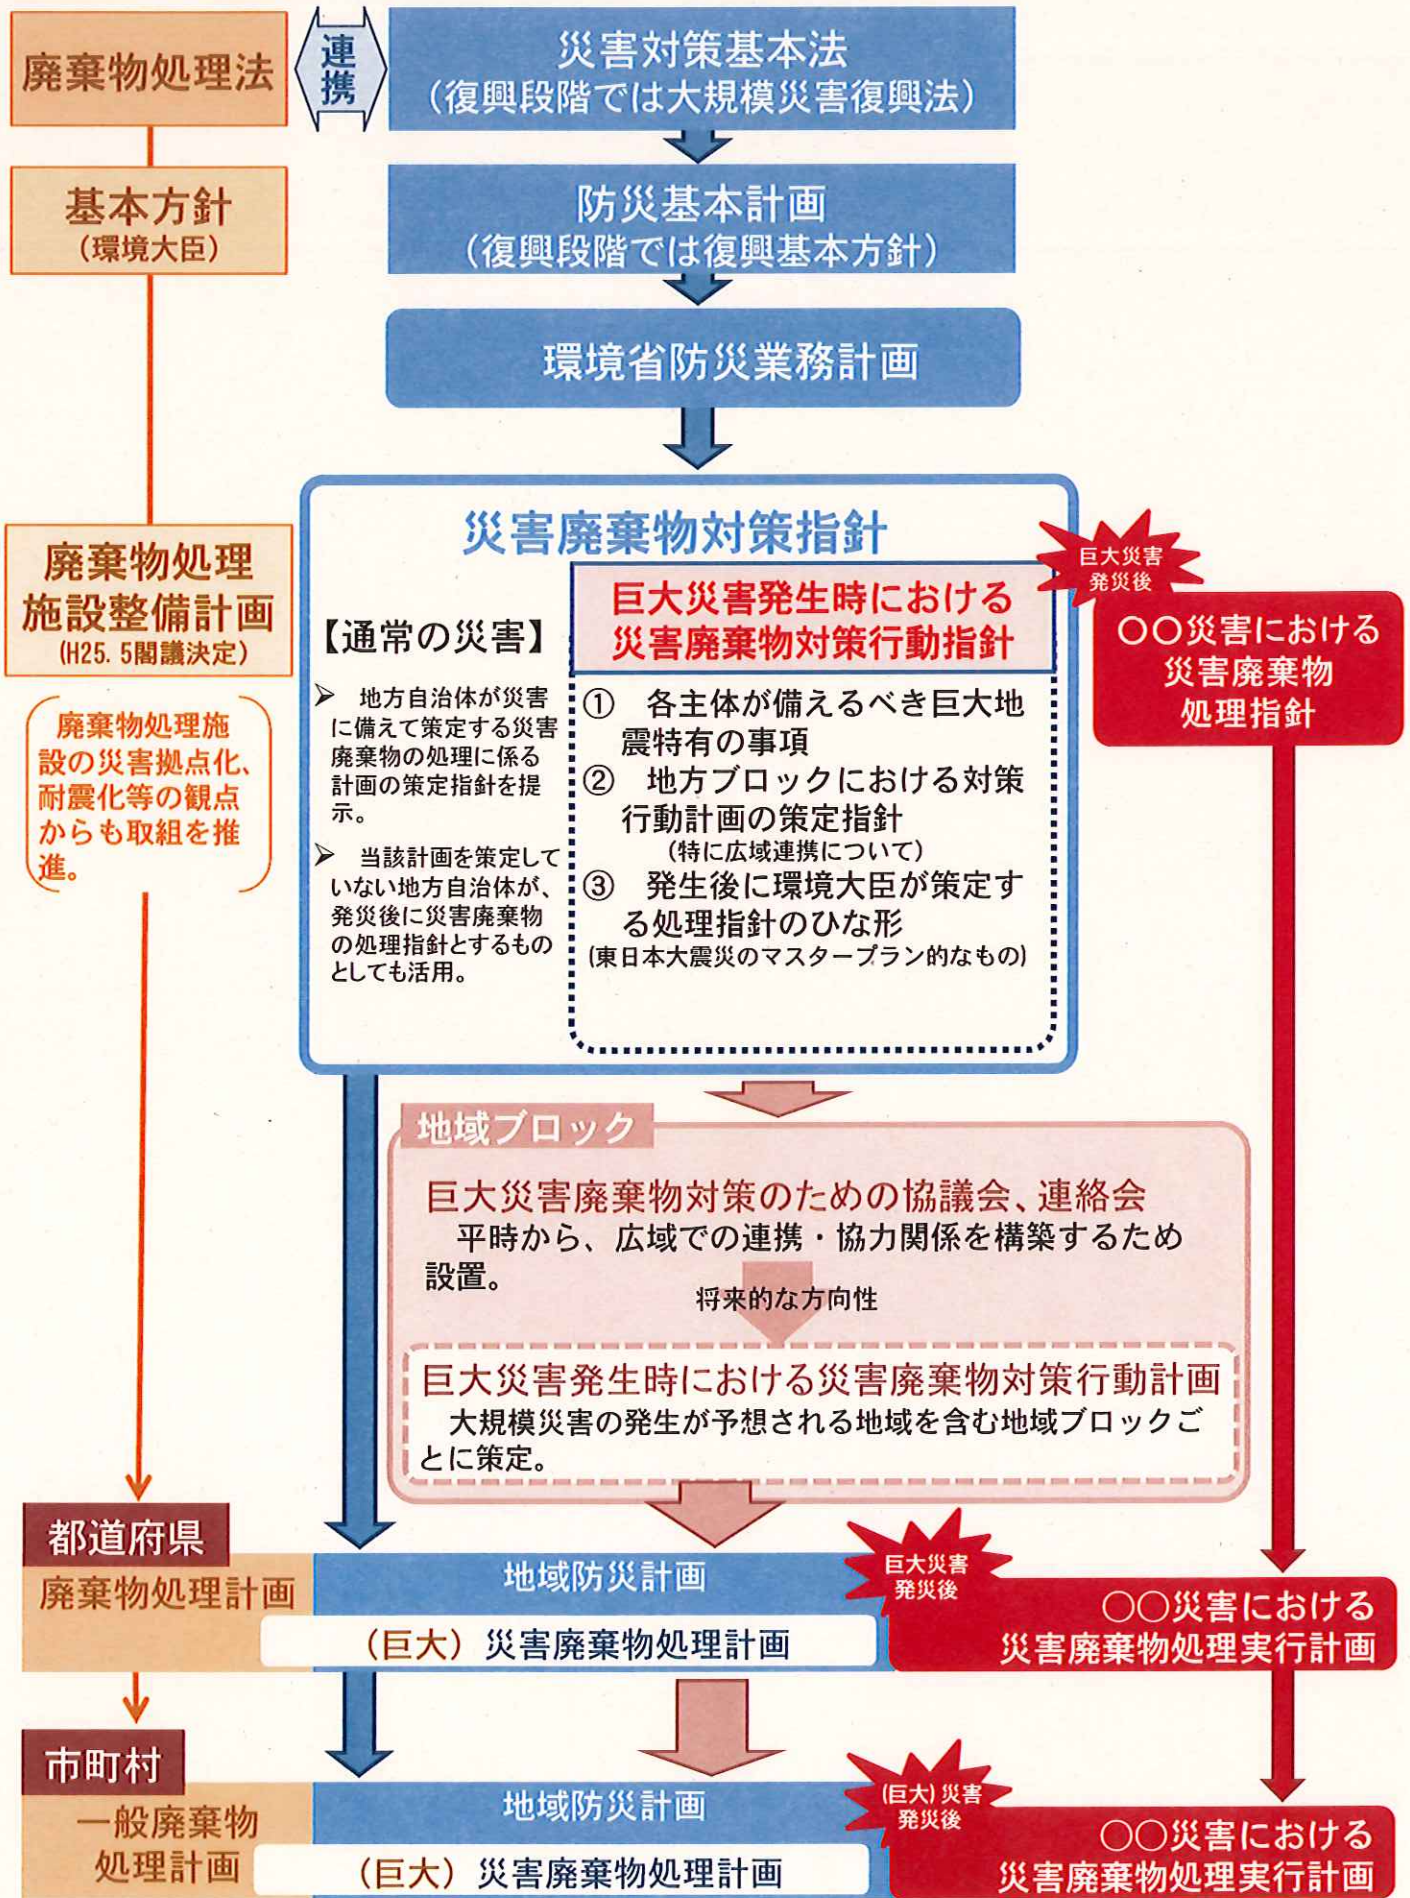 廃棄物処理法
連携
災害対策基本法
（復興段階では大規模災害復興法）
基本方針
（環境大臣）
防災基本計画
（復興段階では復興基本方針）
環境省防災業務計画
廃棄物処理
施設整備計画
(H25.5閣議決定)
廃棄物処理施
設の災害拠点化、
耐震化等の観点
からも取組を推
進。
災害廃棄物対策指針
【通常の災害】
➢ 地方自治体が災害
に備えて策定する災害
廃棄物の処理に係る
計画の策定指針を提
示。
➢ 当該計画を策定して
いない地方自治体が、
発災後に災害廃棄物
の処理指針とするもの
としても活用。
巨大災害発生時における
災害廃棄物対策行動指針
① 各主体が備えるべき巨大地
震特有の事項
② 地方ブロックにおける対策
行動計画の策定指針
（特に広域連携について）
③ 発生後に環境大臣が策定す
る処理指針のひな形
(東日本大震災のマスタープラン的なもの)
巨大災害
発災後
〇〇災害における
災害廃棄物
処理指針
地域ブロック
巨大災害廃棄物対策のための協議会、連絡会
平時から、広域での連携・協力関係を構築するため
設置。
将来的な方向性
巨大災害発生時における災害廃棄物対策行動計画
大規模災害の発生が予想される地域を含む地域ブロックご
とに策定。
都道府県
廃棄物処理計画
地域防災計画
（巨大）災害廃棄物処理計画
巨大災害
発災後
〇〇災害における
災害廃棄物処理実行計画
市町村
一般廃棄物
処理計画
地域防災計画
（巨大）災害廃棄物処理計画
(巨大)災害
発災後
〇〇災害における
災害廃棄物処理実行計画